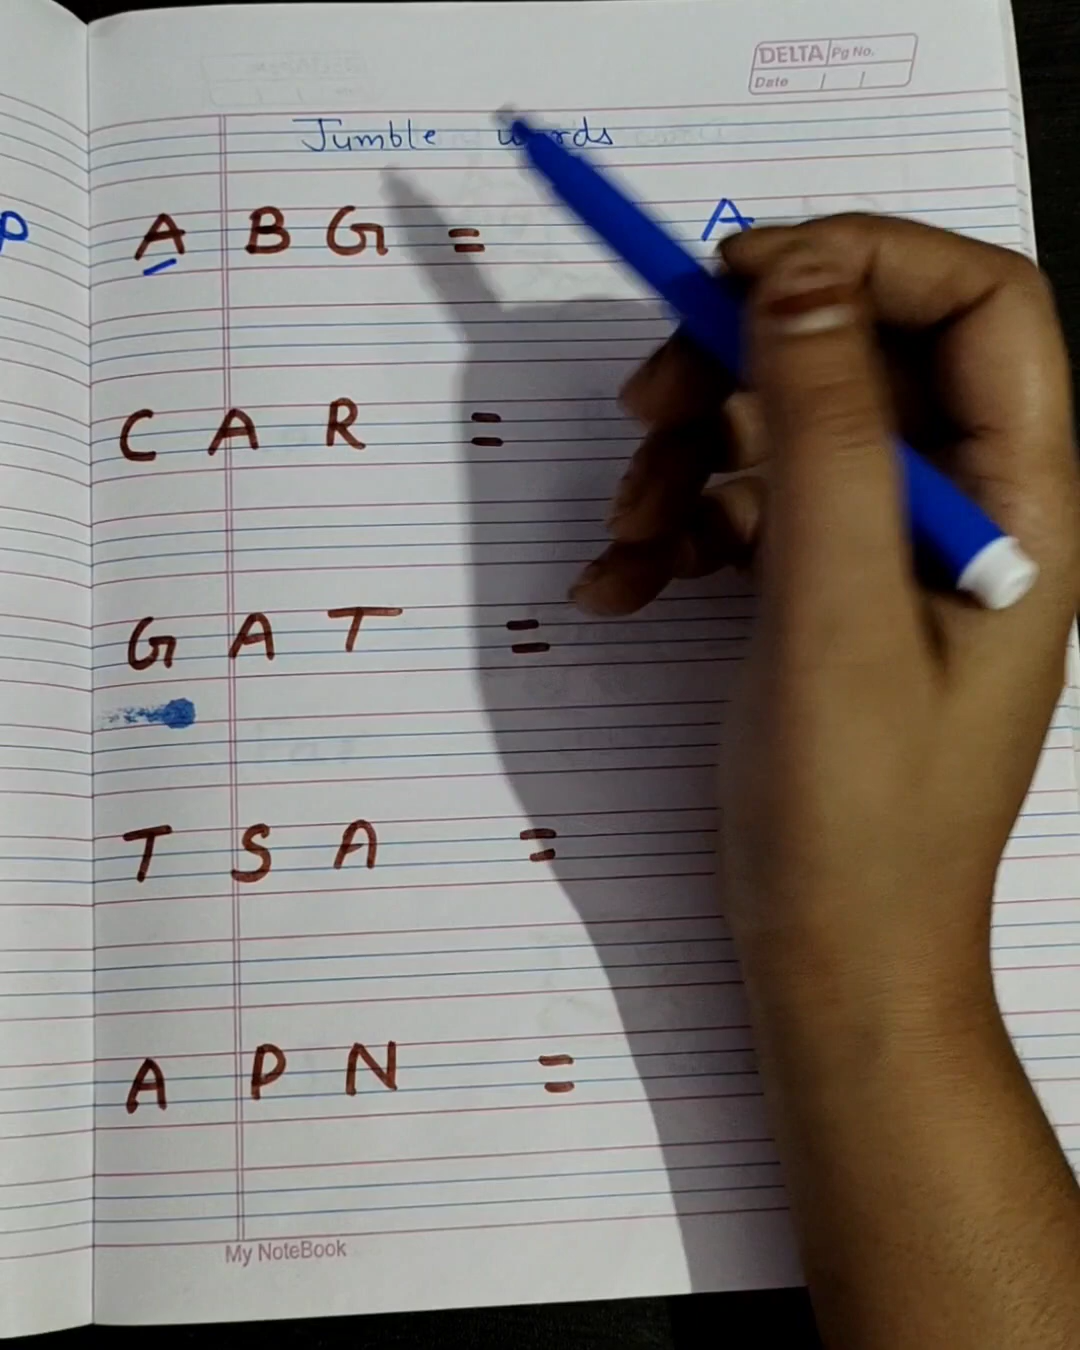 DELTA Pg No.
Date
Jumble words
P
A B G = A
C A R =
G A T =
T S A =
A P N =
My NoteBook